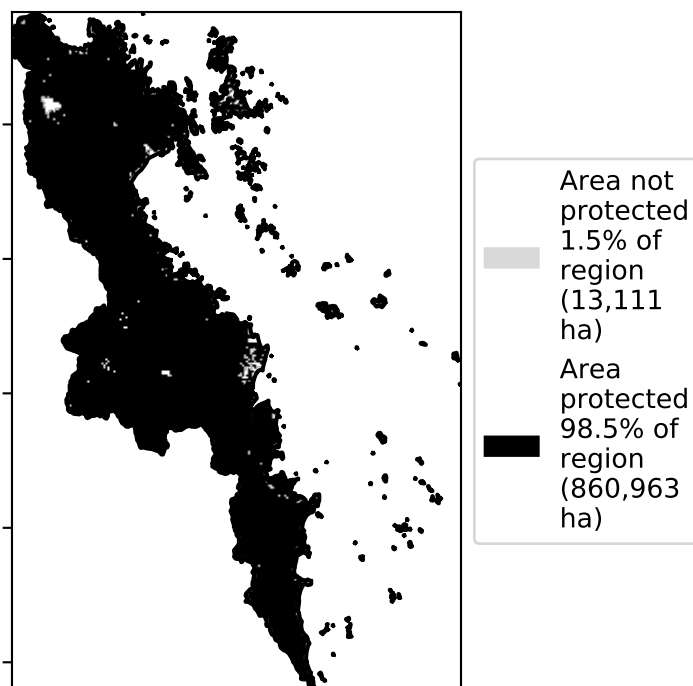 Area not
protected
1.5% of
region
(13,111
ha)
Area
protected
98.5% of
region
(860,963
ha)